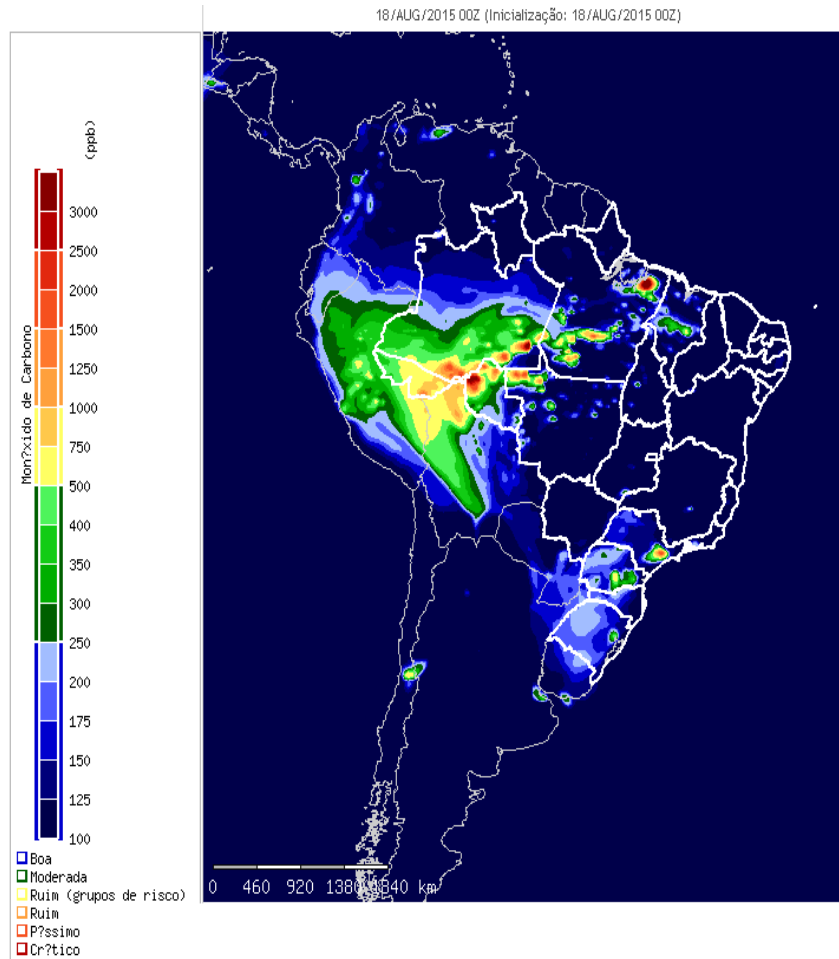 18/AUG/2015 00Z (Inicialização: 18/AUG/2015 00Z)
(ppb)
Mon?xido de Carbono
3000
2500
2000
1500
1250
1000
750
500
400
350
300
250
200
175
150
125
100
Boa
Moderada
Ruim (grupos de risco)
Ruim
P?ssimo
Cr?tico
0 460 920 1380 1840 km